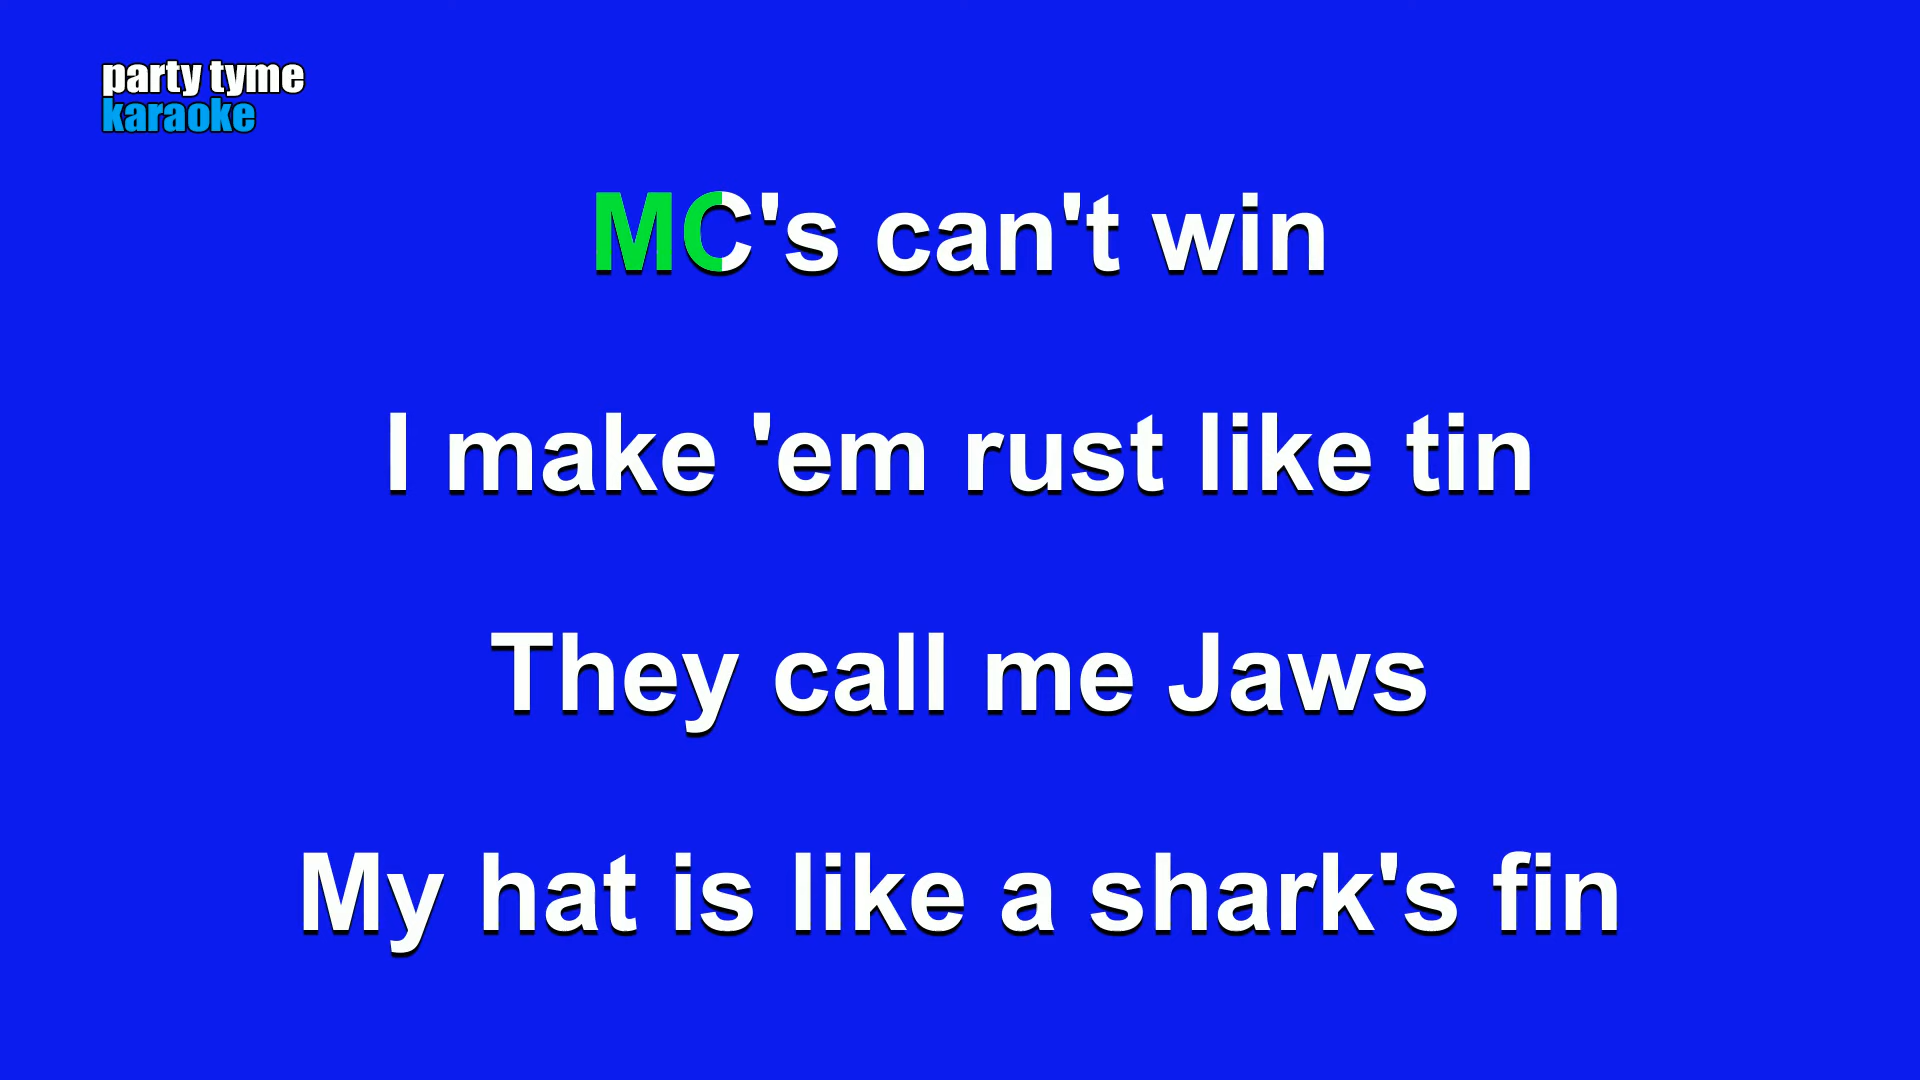 party tyme
karaoke
MC's can't win
I make 'em rust like tin
They call me Jaws
My hat is like a shark's fin